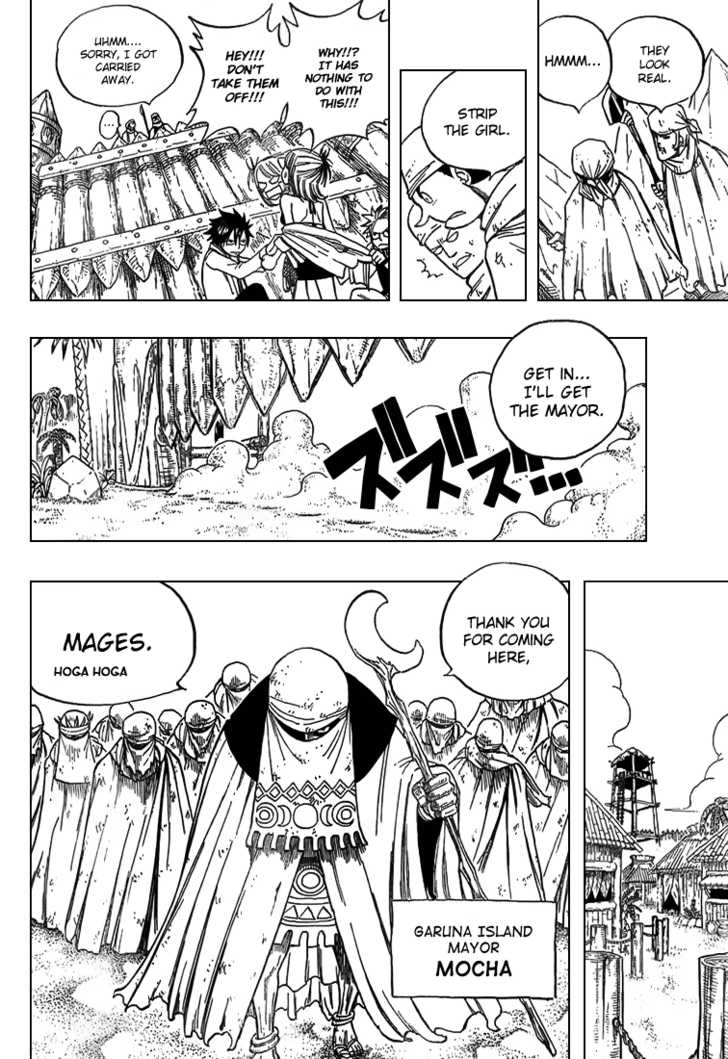 THEY
LOOK
REAL.
HMMM...
STRIP
THE GIRL.
WHY!!?
IT HAS
NOTHING TO
DO WITH
THIS!!!
HEY!!!
DON'T
TAKE THEM
OFF!!!
UHMM....
SORRY, I GOT
CARRIED
AWAY.
...
GET IN...
I'LL GET
THE MAYOR.
ズズズ...
THANK YOU
FOR COMING
HERE,
MAGES.
HOGA HOGA
GARUNA ISLAND
MAYOR
MOCHA